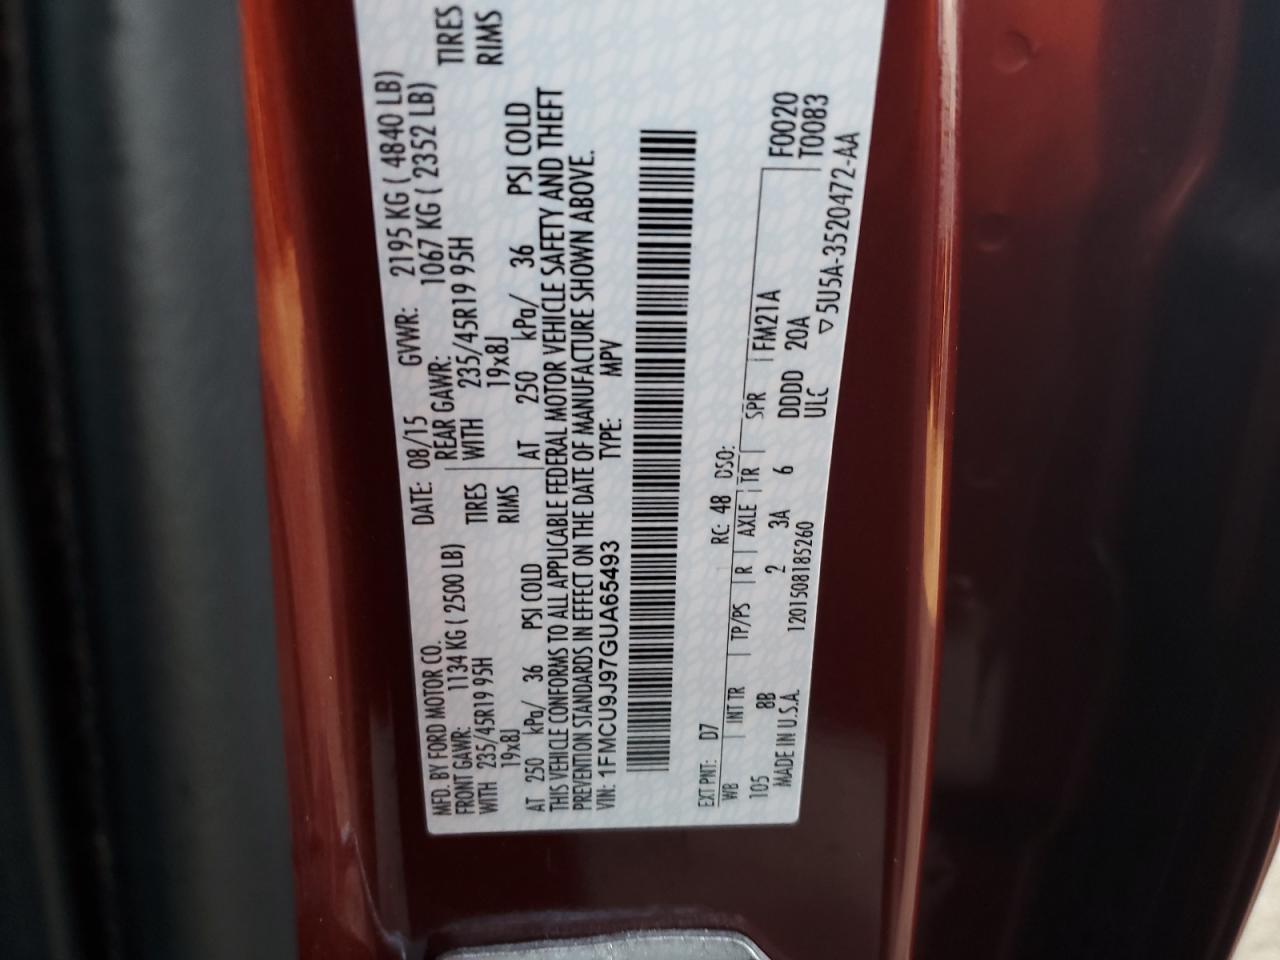 MFD. BY FORD MOTOR CO.
DATE: 08/15 GVWR: 2195 KG ( 4840 LB)
FRONT GAWR: 1134 KG ( 2500 LB) REAR GAWR: 1067 KG ( 2352 LB)
WITH 235/45R19 95H TIRES WITH 235/45R19 95H TIRES
19x8J RIMS 19x8J RIMS
AT 250 kPa/ 36 PSI COLD AT 250 kPa/ 36 PSI COLD
THIS VEHICLE CONFORMS TO ALL APPLICABLE FEDERAL MOTOR VEHICLE SAFETY AND THEFT
PREVENTION STANDARDS IN EFFECT ON THE DATE OF MANUFACTURE SHOWN ABOVE.
VIN: 1FMCU9J97GUA65493 TYPE: MPV
EXT PNT: D7 RC: 48 DSO:
WB INT TR TP/PS R AXLE TR SPR FM21A F0020
105 8B 2 3A 6 DDDD 20A T0083
MADE IN U.S.A. 1201508185260 ULC ▽5U5A-3520472-AA